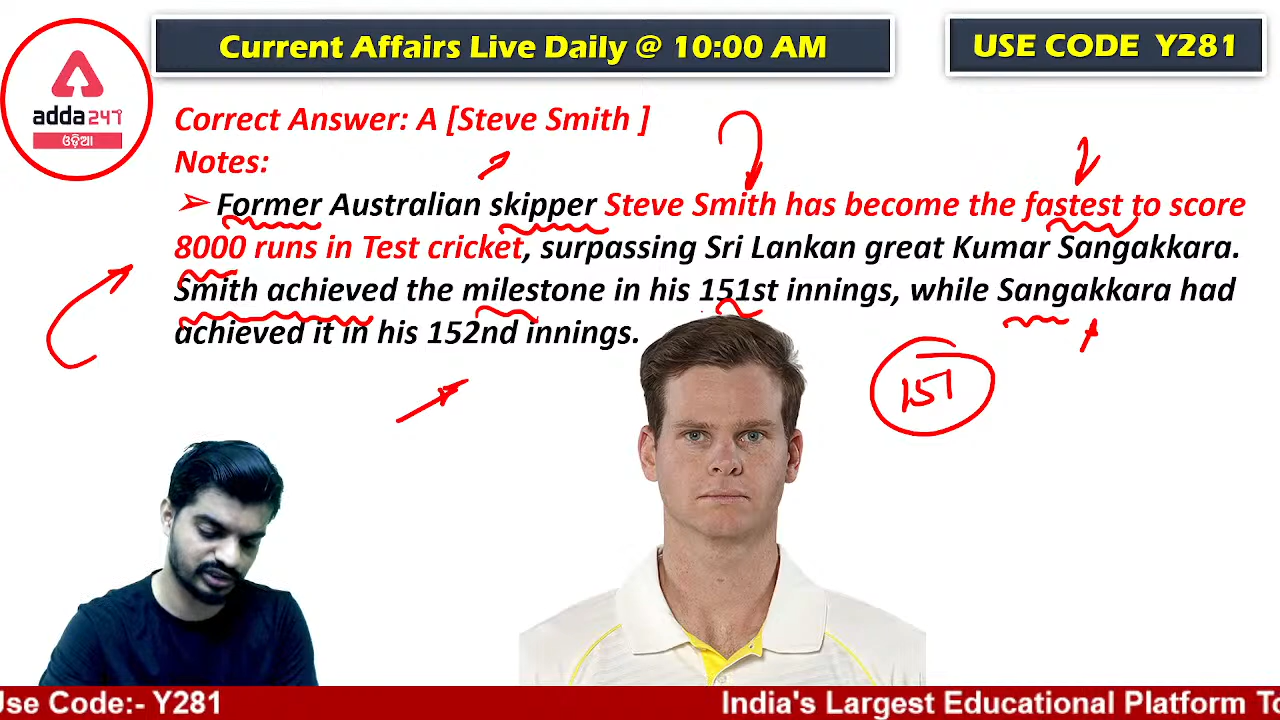 Current Affairs Live Daily @ 10:00 AM
USE CODE Y281
adda 247
ଓଡ଼ିଆ
Correct Answer: A [Steve Smith ]
Notes:
➢ Former Australian skipper Steve Smith has become the fastest to score
8000 runs in Test cricket, surpassing Sri Lankan great Kumar Sangakkara.
Smith achieved the milestone in his 151st innings, while Sangakkara had
achieved it in his 152nd innings.
151
Use Code:- Y281
India's Largest Educational Platform To